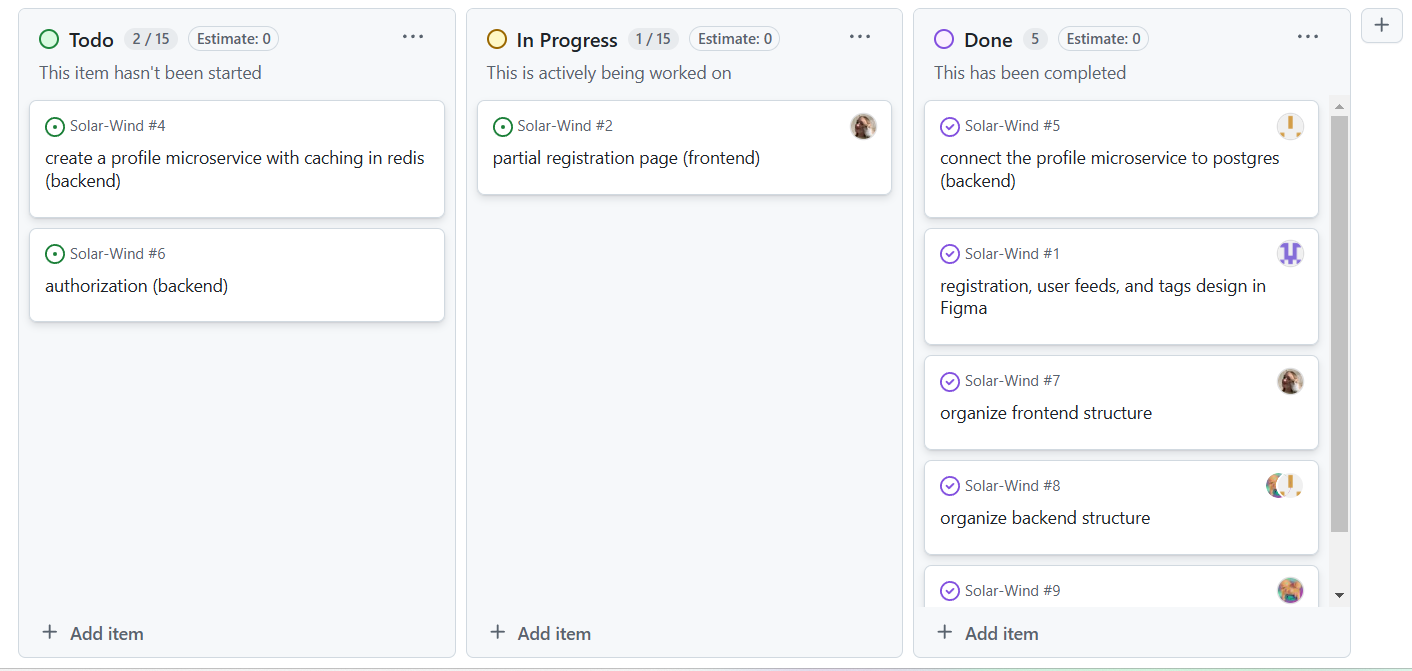 Todo 2 / 15 Estimate: 0
This item hasn't been started
Solar-Wind #4
create a profile microservice with caching in redis
(backend)
Solar-Wind #6
authorization (backend)
Add item
In Progress 1 / 15 Estimate: 0
This is actively being worked on
Solar-Wind #2
partial registration page (frontend)
Add item
Done 5 Estimate: 0
This has been completed
Solar-Wind #5
connect the profile microservice to postgres
(backend)
Solar-Wind #1
registration, user feeds, and tags design in
Figma
Solar-Wind #7
organize frontend structure
Solar-Wind #8
organize backend structure
Solar-Wind #9
Add item